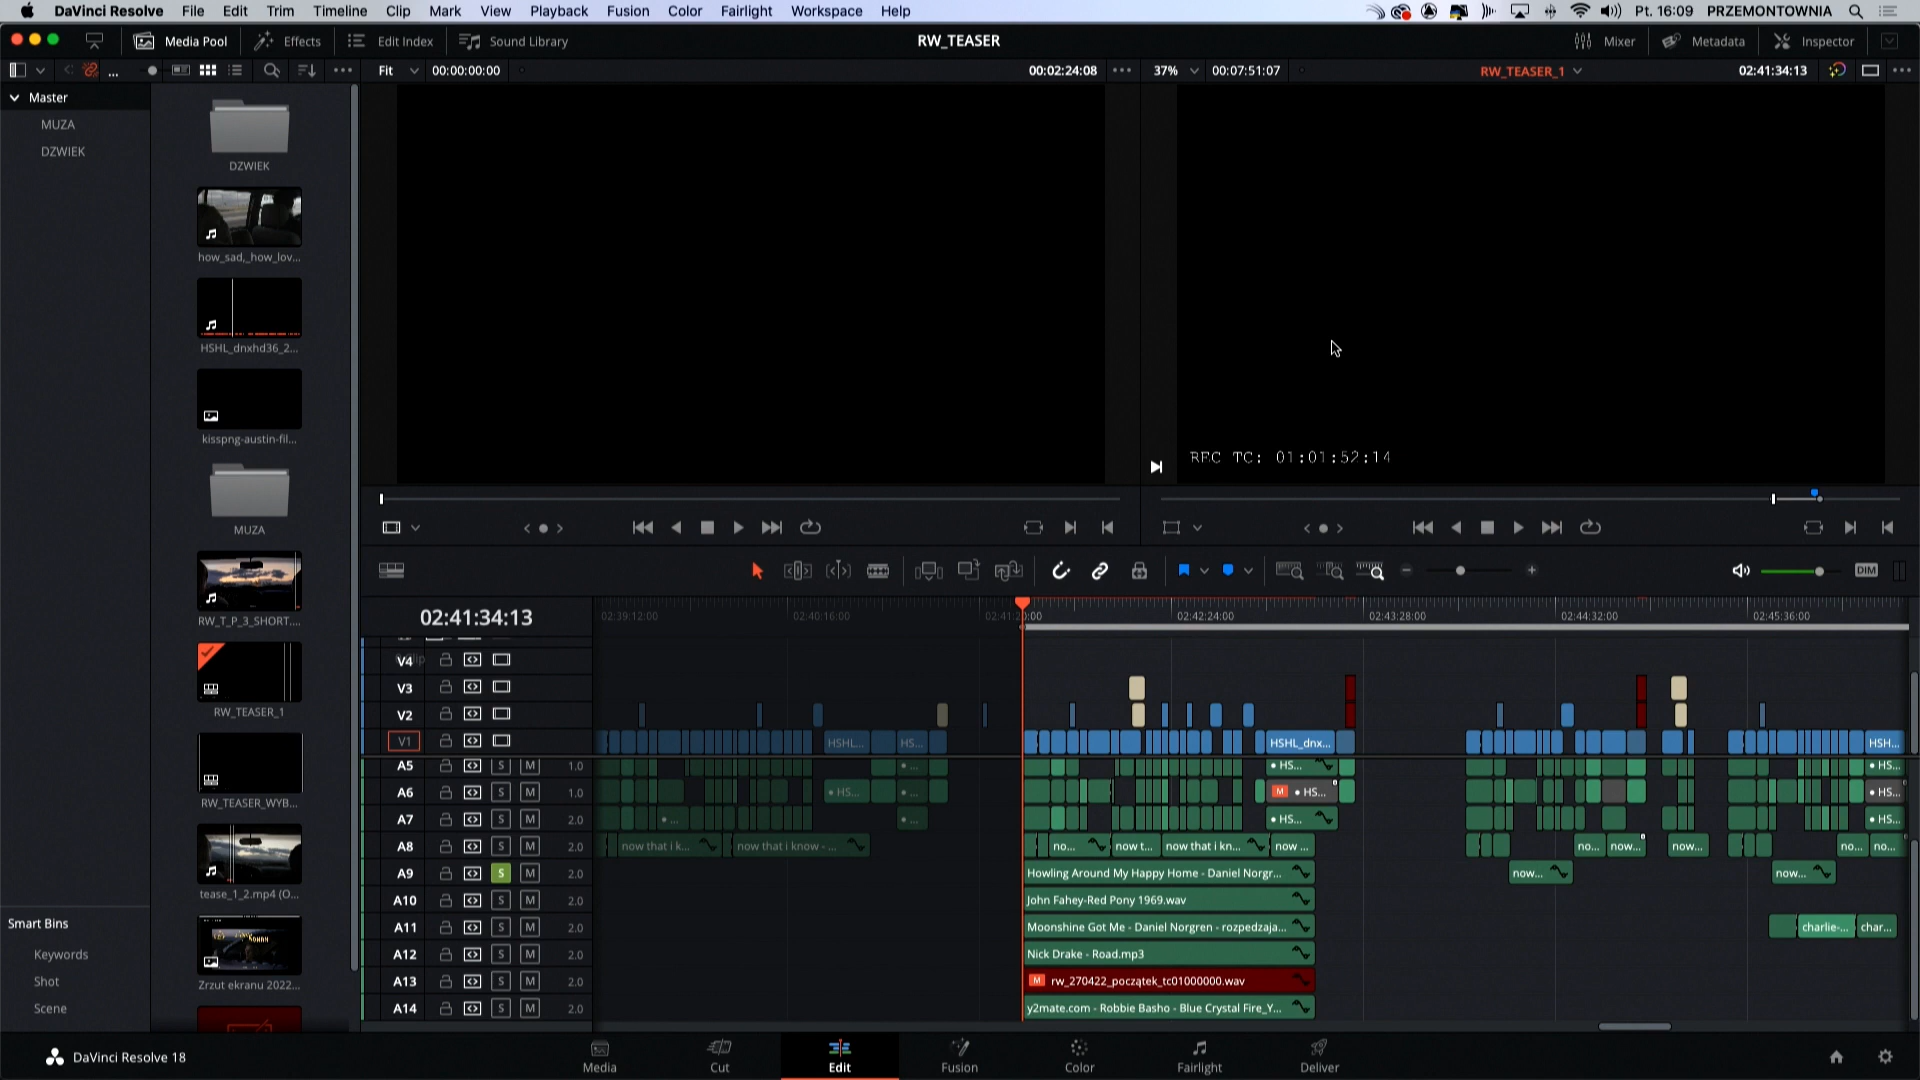 DaVinci Resolve File Edit Trim Timeline Clip Mark View Playback Fusion Color Fairlight Workspace Help Pt. 16:09 PRZEMONTOWNIA
Media Pool Effects Edit Index Sound Library RW_TEASER Mixer Metadata Inspector
Fit 00:00:00:00 00:02:24:08 37% 00:07:51:07 RW_TEASER_1 02:41:34:13
Master
MUZA
DZWIEK
DZWIEK
how_sad,_how_lov...
HSHL_dnxhd36_2...
kisspng-austin-fil...
MUZA
RW_T_P_3_SHORT....
RW_TEASER_1
RW_TEASER_WYB...
tease_1_2.mp4 (O...
Zrzut ekranu 2022...
Smart Bins
Keywords
Shot
Scene
REC TC: 01:01:52:14
DIM
02:41:34:13
02:39:12:00 02:40:16:00 02:42:24:00 02:43:28:00 02:44:32:00 02:45:36:00
V4
V3
V2
V1 HSHL... HS... HSHL_dnx... HSH...
A5 S M 1.0 ... HS... HS...
A6 S M 1.0 HS... ... M HS... HS...
A7 S M 2.0 ... ... HS... HS...
A8 S M 2.0 now that i k... now that i know - ... no... now t... now that i kn... now ... no... now... now... no... no...
A9 S M 2.0 Howling Around My Happy Home - Daniel Norgr... now... now...
A10 S M 2.0 John Fahey-Red Pony 1969.wav
A11 S M 2.0 Moonshine Got Me - Daniel Norgren - rozpedzaja... charlie-... char...
A12 S M 2.0 Nick Drake - Road.mp3
A13 S M 2.0 M rw_270422_początek_tc01000000.wav
A14 S M 2.0 y2mate.com - Robbie Basho - Blue Crystal Fire_Y...
DaVinci Resolve 18 Media Cut Edit Fusion Color Fairlight Deliver